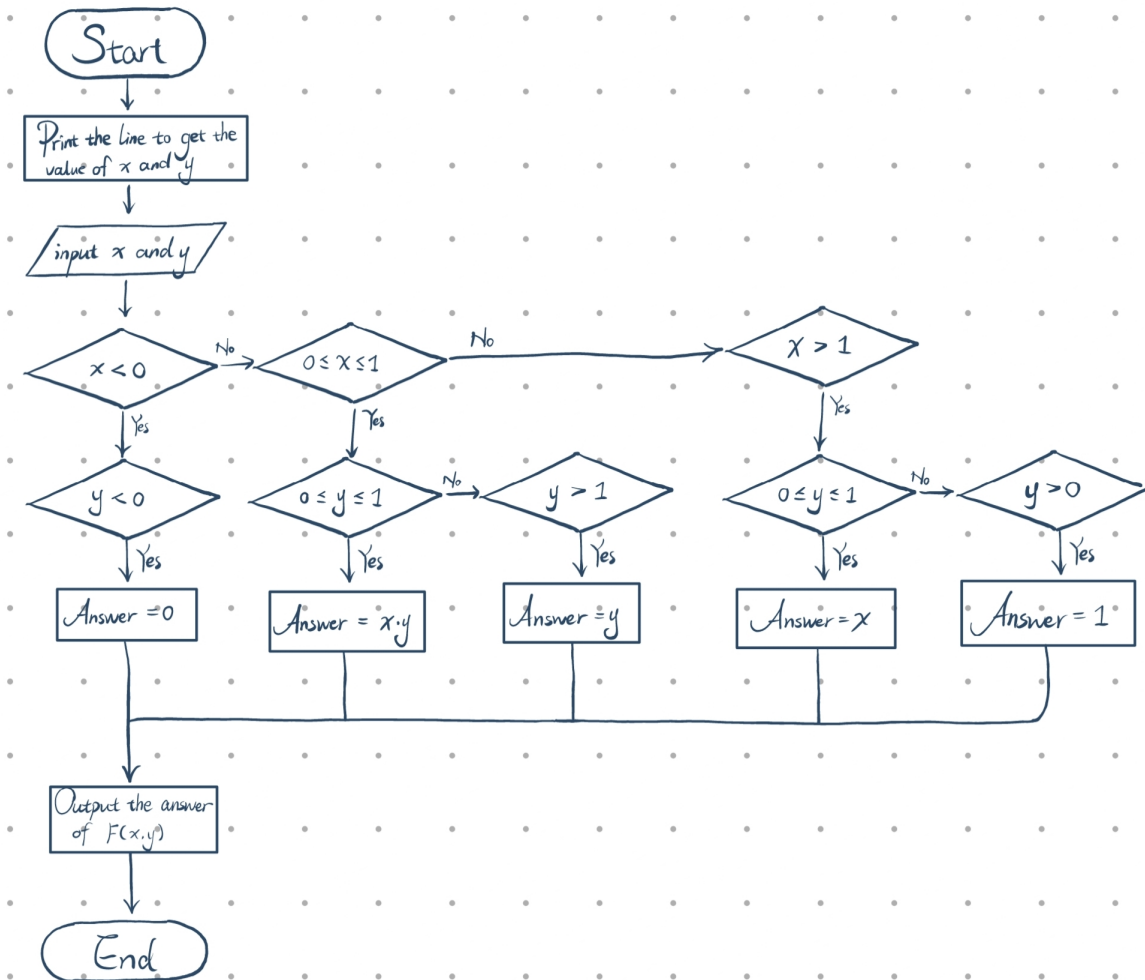 Start
Print the line to get the
value of x and y
input x and y
x < 0
No
0 ≤ x ≤ 1
No
x > 1
Yes
Yes
Yes
y < 0
0 ≤ y ≤ 1
No
y > 1
0 ≤ y ≤ 1
No
y > 0
Yes
Yes
Yes
Yes
Yes
Answer = 0
Answer = x·y
Answer = y
Answer = x
Answer = 1
Output the answer
of F(x.y)
End